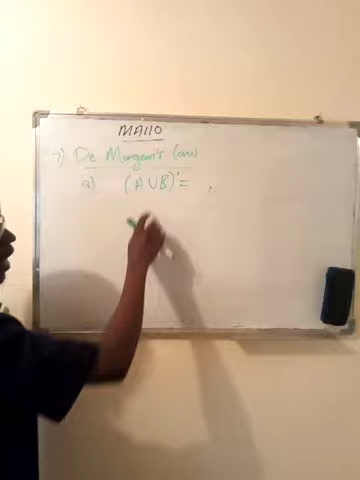 MA110
7) De Morgan's law
a) (A∪B)' =